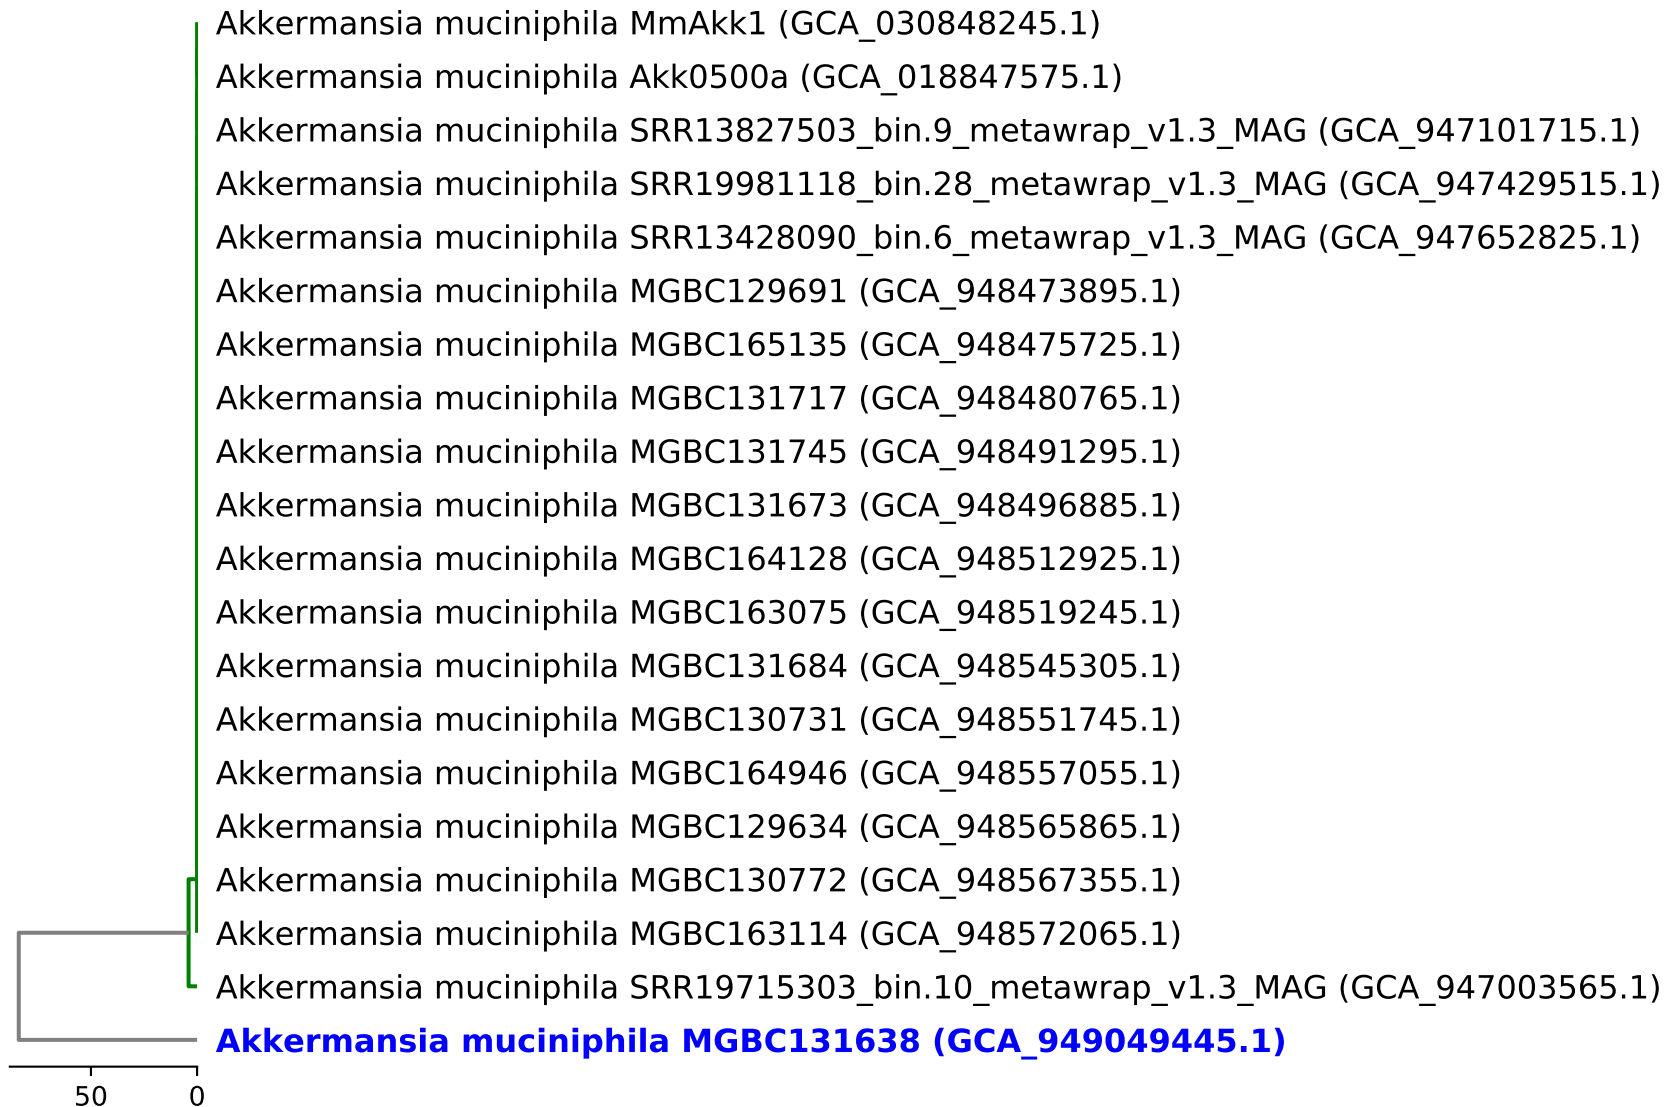 Akkermansia muciniphila MmAkk1 (GCA_030848245.1)
Akkermansia muciniphila Akk0500a (GCA_018847575.1)
Akkermansia muciniphila SRR13827503_bin.9_metawrap_v1.3_MAG (GCA_947101715.1)
Akkermansia muciniphila SRR19981118_bin.28_metawrap_v1.3_MAG (GCA_947429515.1)
Akkermansia muciniphila SRR13428090_bin.6_metawrap_v1.3_MAG (GCA_947652825.1)
Akkermansia muciniphila MGBC129691 (GCA_948473895.1)
Akkermansia muciniphila MGBC165135 (GCA_948475725.1)
Akkermansia muciniphila MGBC131717 (GCA_948480765.1)
Akkermansia muciniphila MGBC131745 (GCA_948491295.1)
Akkermansia muciniphila MGBC131673 (GCA_948496885.1)
Akkermansia muciniphila MGBC164128 (GCA_948512925.1)
Akkermansia muciniphila MGBC163075 (GCA_948519245.1)
Akkermansia muciniphila MGBC131684 (GCA_948545305.1)
Akkermansia muciniphila MGBC130731 (GCA_948551745.1)
Akkermansia muciniphila MGBC164946 (GCA_948557055.1)
Akkermansia muciniphila MGBC129634 (GCA_948565865.1)
Akkermansia muciniphila MGBC130772 (GCA_948567355.1)
Akkermansia muciniphila MGBC163114 (GCA_948572065.1)
Akkermansia muciniphila SRR19715303_bin.10_metawrap_v1.3_MAG (GCA_947003565.1)
Akkermansia muciniphila MGBC131638 (GCA_949049445.1)
50 0